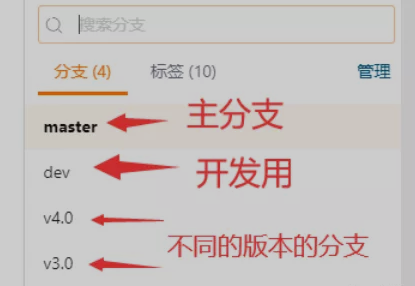 搜索分支
分支 (4) 标签 (10) 管理
master 主分支
dev 开发用
v4.0
不同的版本的分支
v3.0